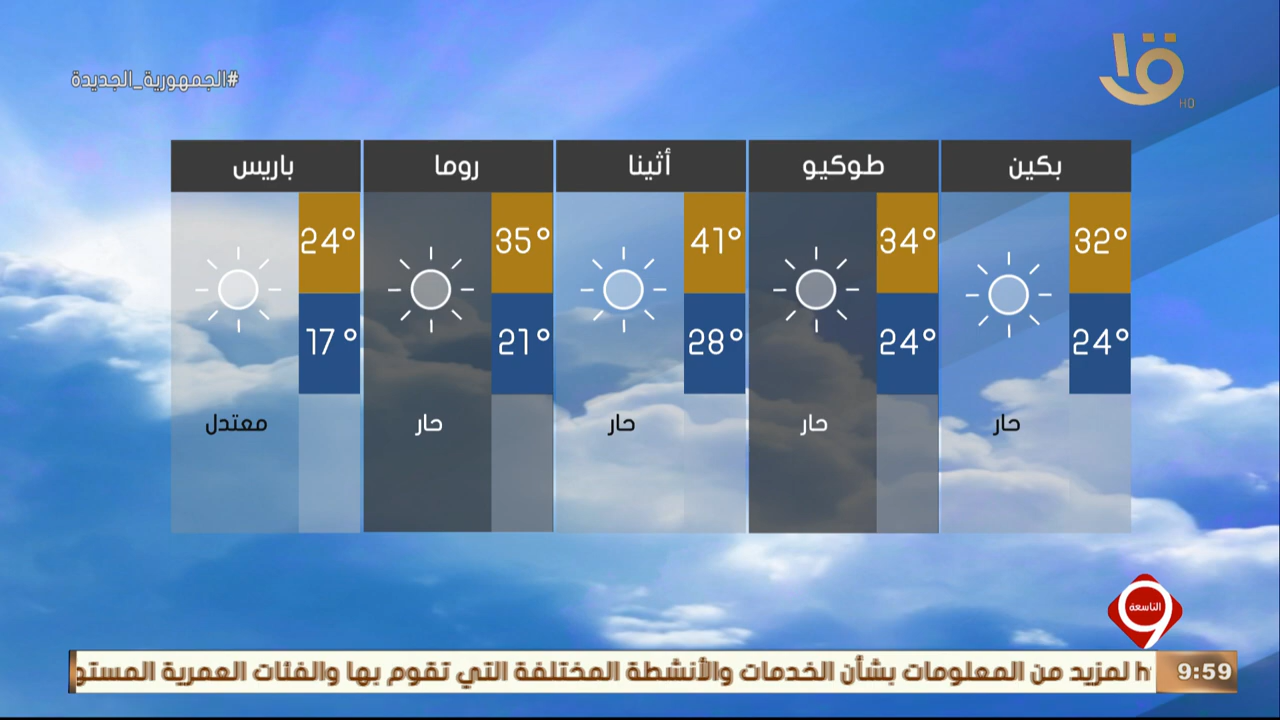 #الجمهورية_الجديدة
HD
بكين
32°
24°
حار
طوكيو
34°
24°
حار
أثينا
41°
28°
حار
روما
35°
21°
حار
باريس
24°
17°
معتدل
التاسعة
9
9:59
لمزيد من المعلومات بشأن الخدمات والأنشطة المختلفة التي تقوم بها والفئات العمرية